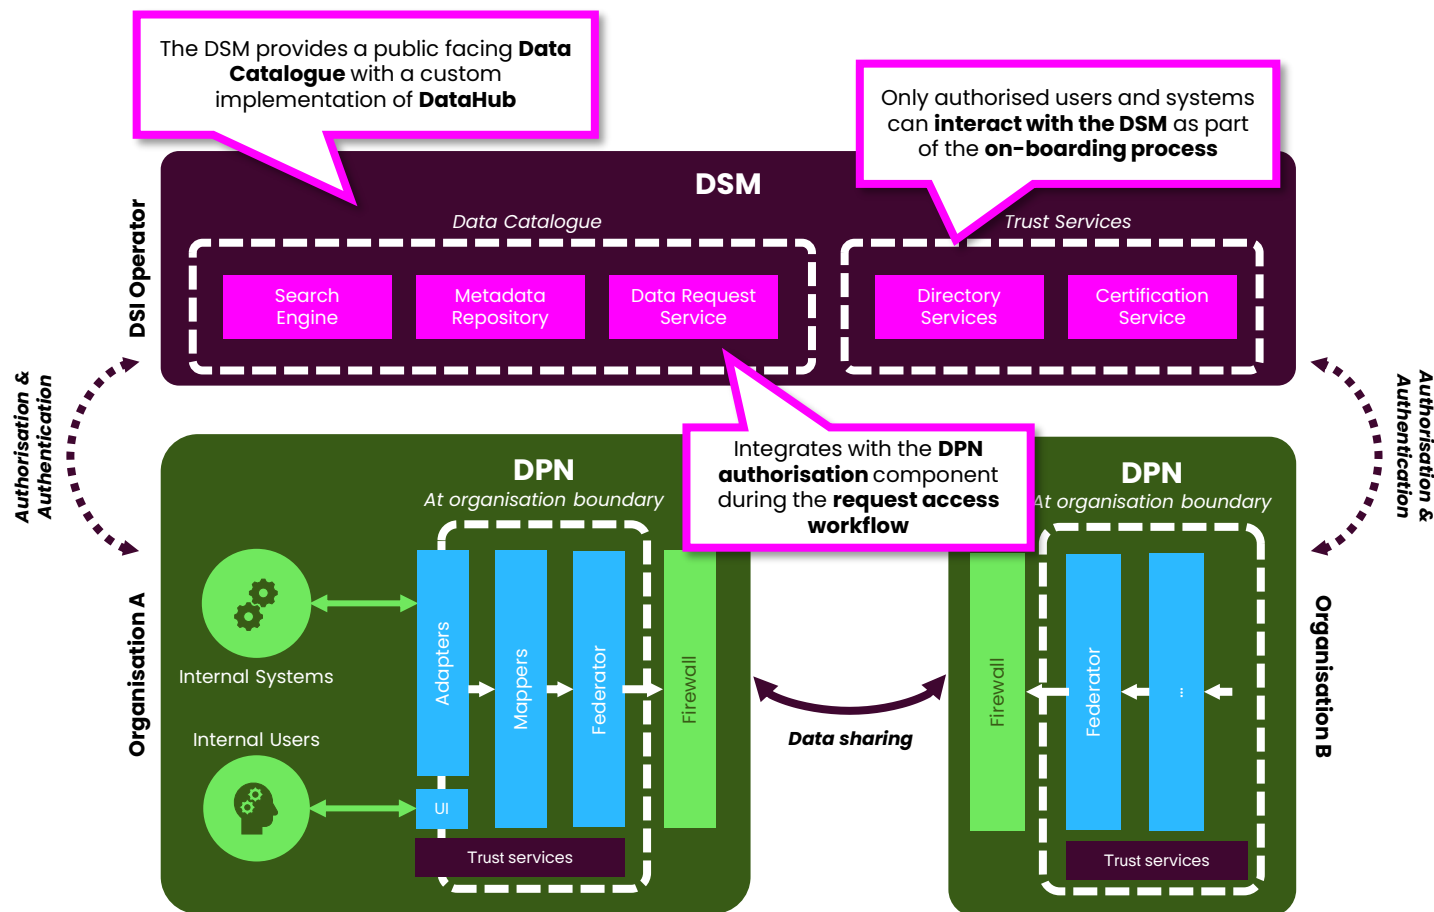 The DSM provides a public facing Data
Catalogue with a custom
implementation of DataHub
Only authorised users and systems
can interact with the DSM as part
of the on-boarding process
DSM
Data Catalogue
Trust Services
DSI Operator
Search
Engine
Metadata
Repository
Data Request
Service
Directory
Services
Certification
Service
Authorisation &
Authentication
Authorisation &
Authentication
Integrates with the DPN
authorisation component
during the request access
workflow
DPN
At organisation boundary
DPN
At organisation boundary
Organisation A
Internal Systems
Internal Users
Adapters
UI
Mappers
Federator
Firewall
Trust services
Data sharing
Firewall
Federator
...
Trust services
Organisation B